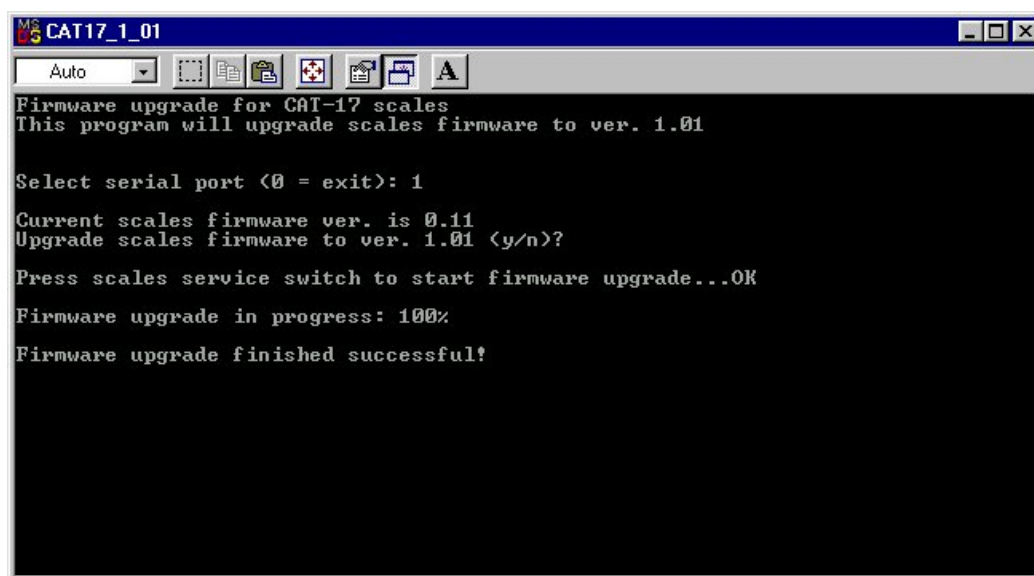 MS DOS CAT17_1_01
Auto A
Firmware upgrade for CAT-17 scales
This program will upgrade scales firmware to ver. 1.01
Select serial port (0 = exit): 1
Current scales firmware ver. is 0.11
Upgrade scales firmware to ver. 1.01 (y/n)?
Press scales service switch to start firmware upgrade...OK
Firmware upgrade in progress: 100%
Firmware upgrade finished successful!